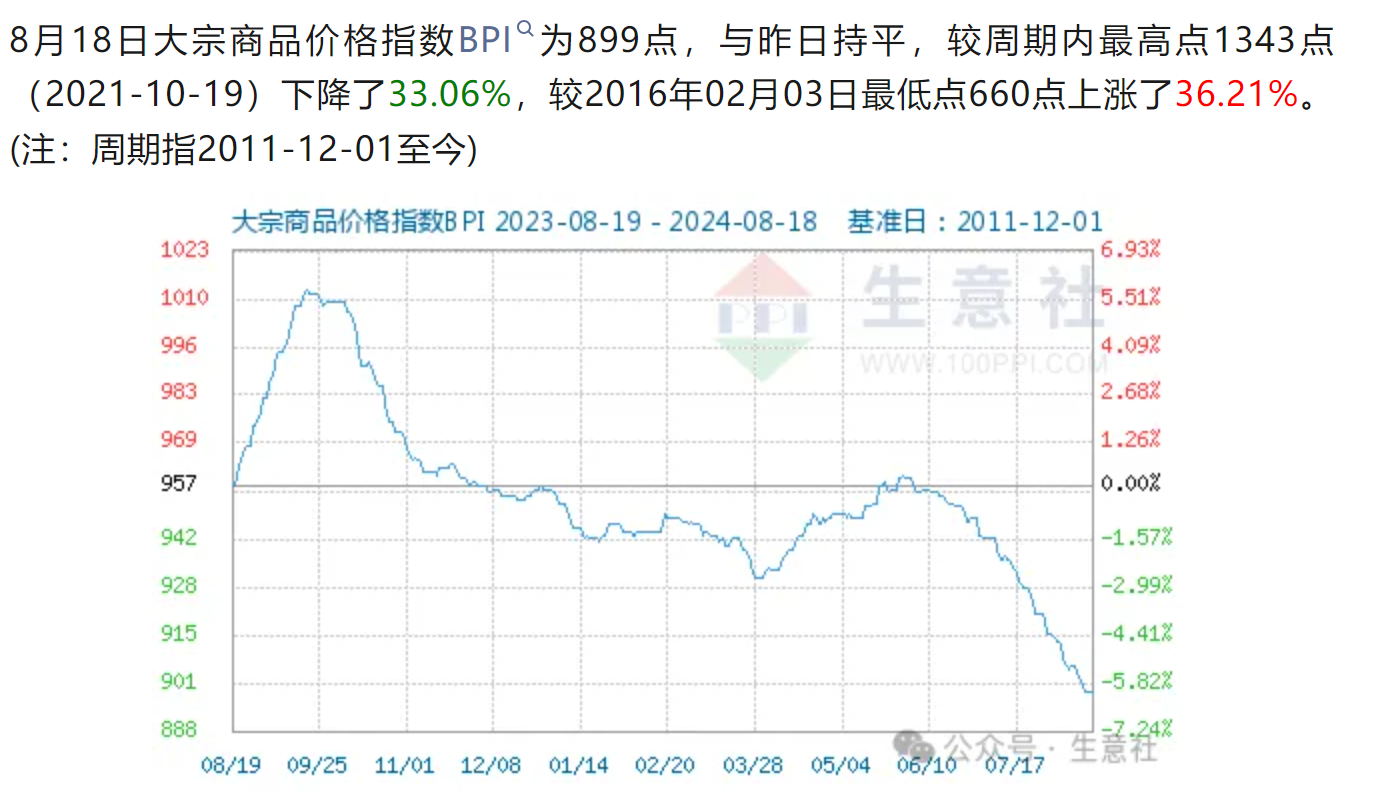 8月18日大宗商品价格指数BPI为899点，与昨日持平，较周期内最高点1343点
（2021-10-19）下降了33.06%，较2016年02月03日最低点660点上涨了36.21%。
(注：周期指2011-12-01至今)
大宗商品价格指数BPI 2023-08-19 - 2024-08-18 基准日：2011-12-01
1023 6.93%
1010 5.51%
996 4.09%
983 2.68%
969 1.26%
957 0.00%
942 -1.57%
928 -2.99%
915 -4.41%
901 -5.82%
888 -7.24%
PPI 生意社
WWW.100PPI.COM
公众号·生意社
08/19 09/25 11/01 12/08 01/14 02/20 03/28 05/04 06/10 07/17